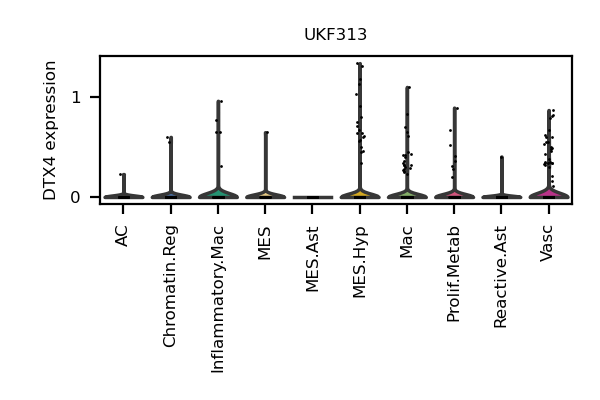 UKF313
DTX4 expression
1
0
AC
Chromatin.Reg
Inflammatory.Mac
MES
MES.Ast
MES.Hyp
Mac
Prolif.Metab
Reactive.Ast
Vasc